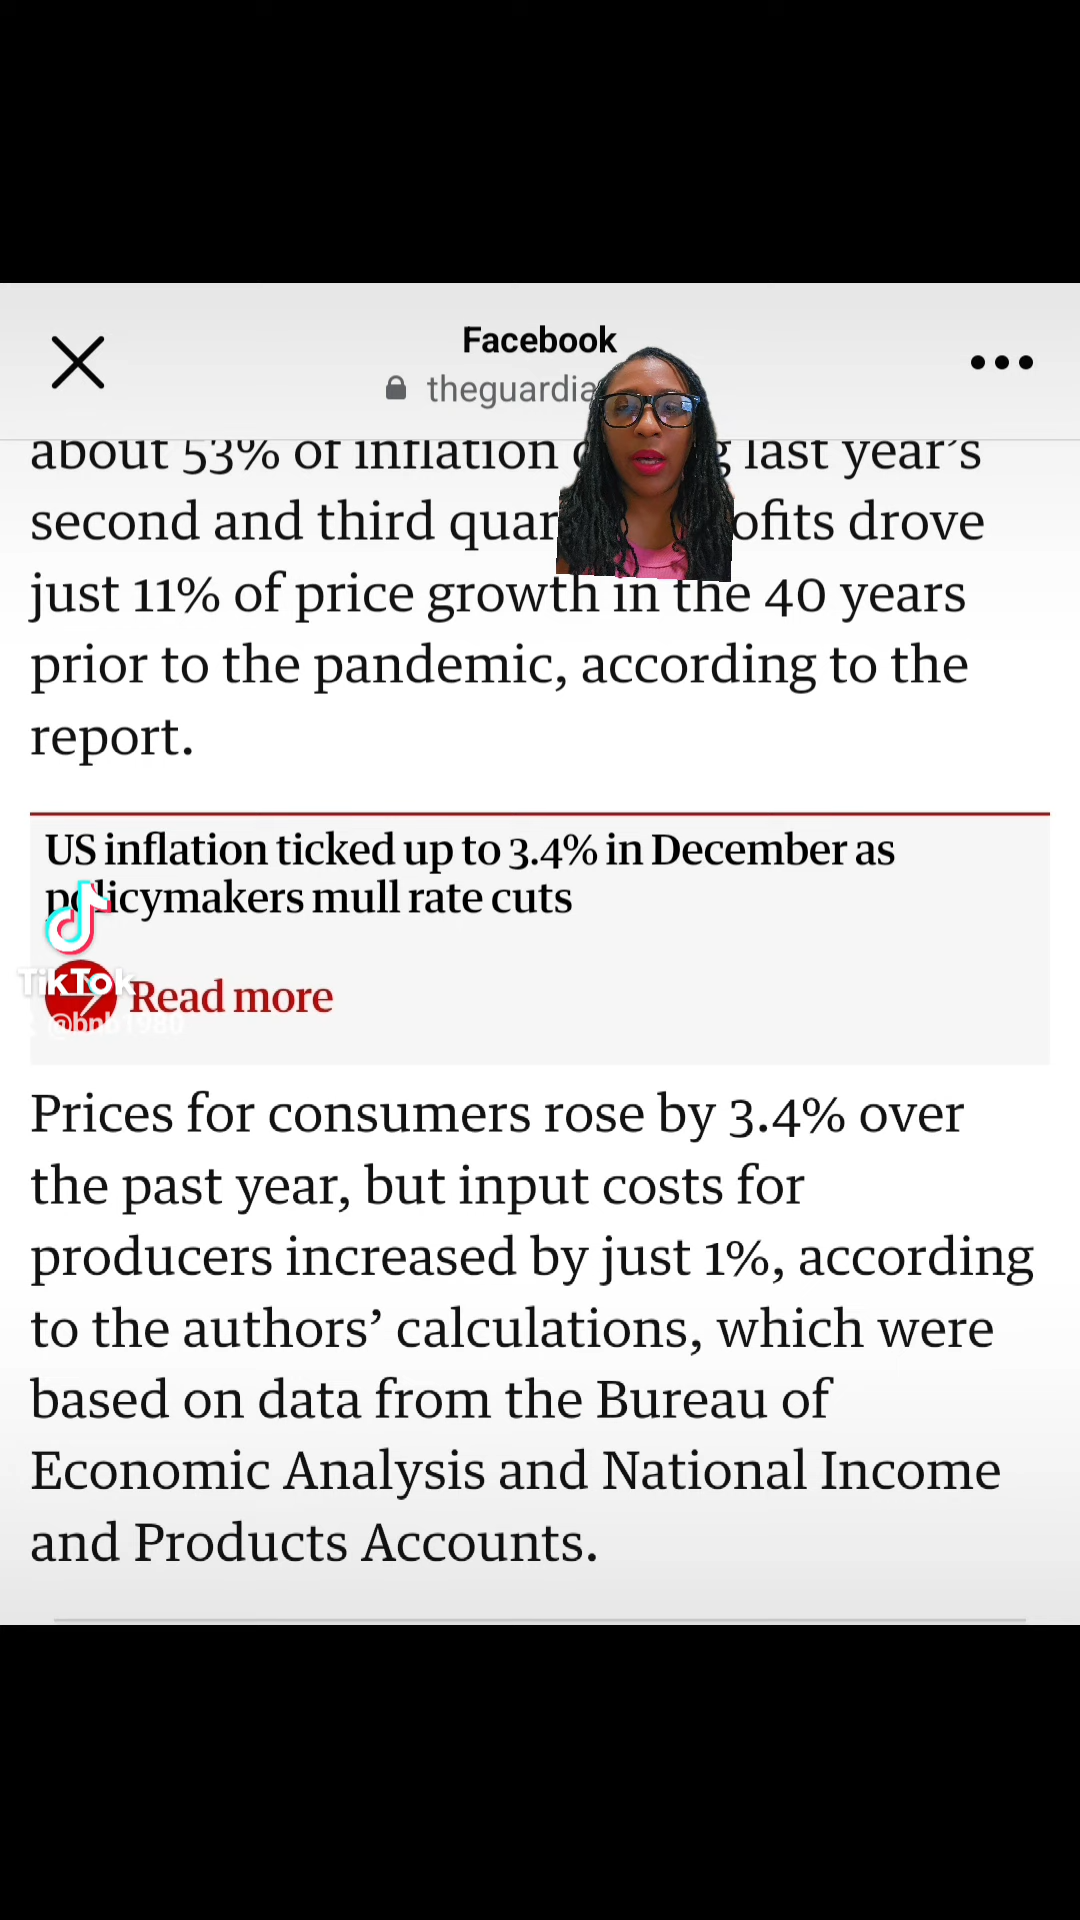 Facebook
theguardia
about 53% of inflation last year's
second and third quar ofits drove
just 11% of price growth in the 40 years
prior to the pandemic, according to the
report.
US inflation ticked up to 3.4% in December as
policymakers mull rate cuts
TikTok
Read more
@bnb1980
Prices for consumers rose by 3.4% over
the past year, but input costs for
producers increased by just 1%, according
to the authors' calculations, which were
based on data from the Bureau of
Economic Analysis and National Income
and Products Accounts.